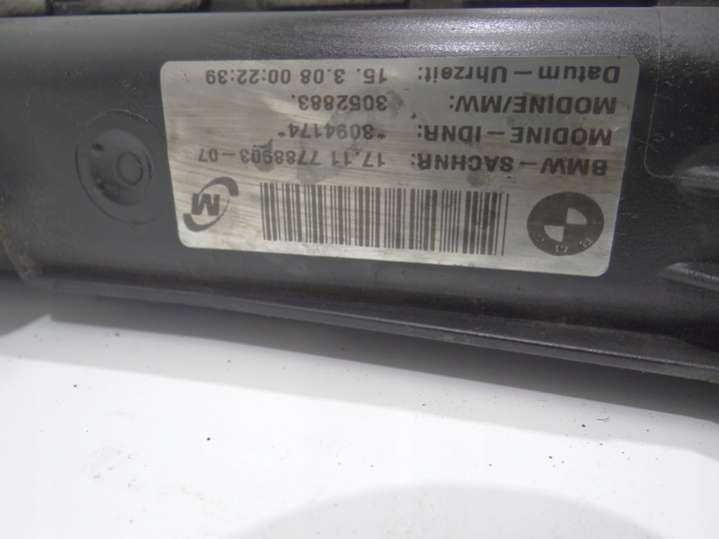 M
BMW-SACHNR: 17.11 7788903-07
MODINE-IDNR: *3094174*
MODINE/MW: 3052883.
Datum-Uhrzeit: 15. 3.08 00:22:39